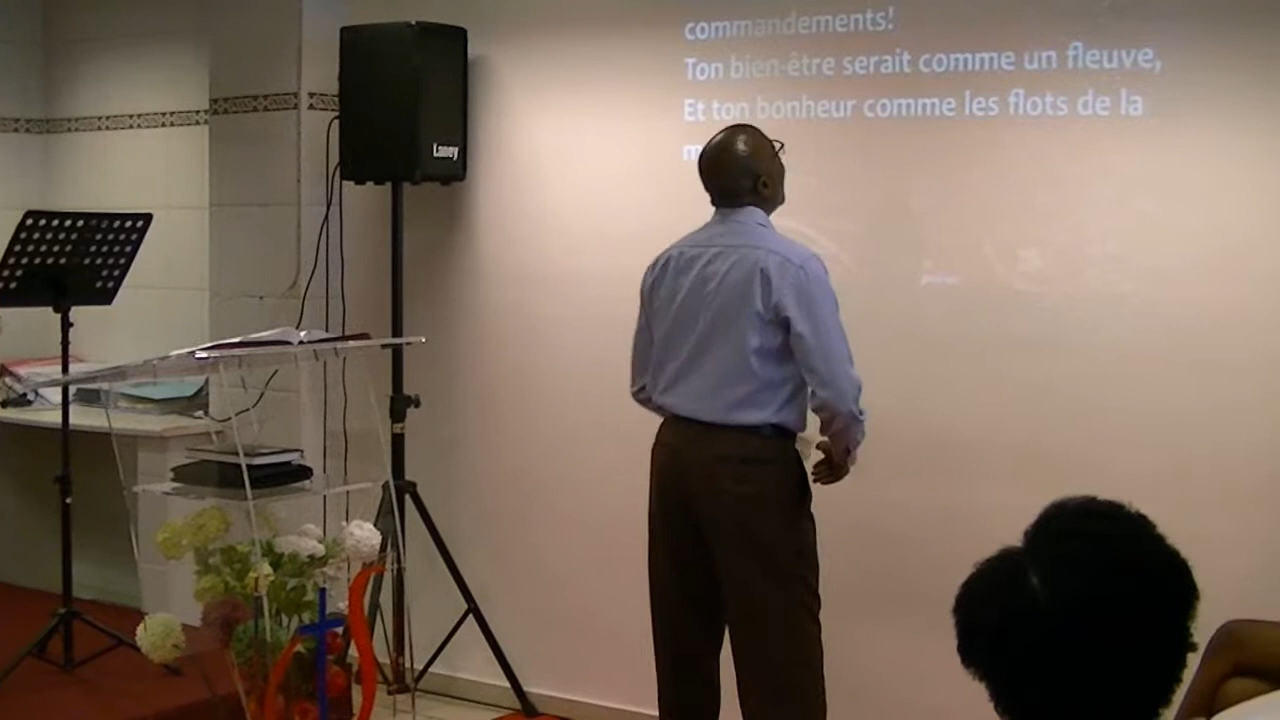 commandements!
Ton bien-être serait comme un fleuve,
Et ton bonheur comme les flots de la
Laney